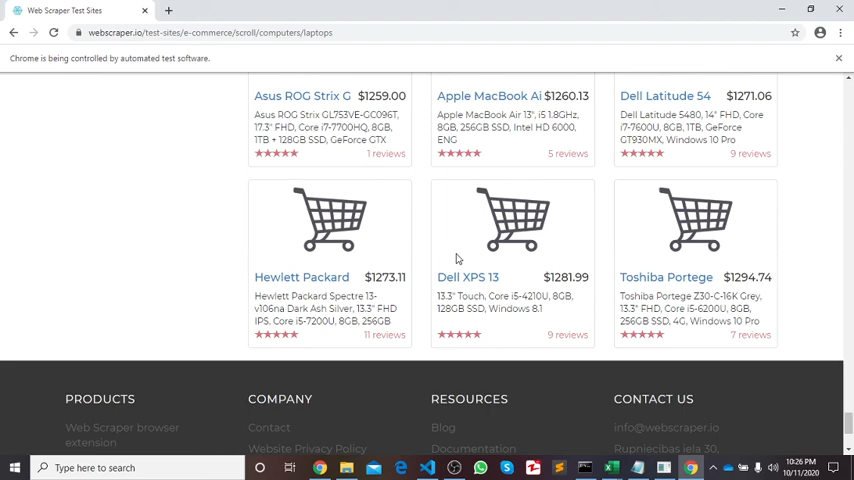 Web Scraper Test Sites
webscraper.io/test-sites/e-commerce/scroll/computers/laptops
Chrome is being controlled by automated test software.
Asus ROG Strix G $1259.00
Asus ROG Strix GL753VE-GC096T,
17.3" FHD, Core i7-7700HQ, 8GB,
1TB + 128GB SSD, GeForce GTX
1 reviews
Apple MacBook Ai $1260.13
Apple MacBook Air 13", i5 1.8GHz,
8GB, 256GB SSD, Intel HD 6000,
ENG
5 reviews
Dell Latitude 54 $1271.06
Dell Latitude 5480, 14" FHD, Core
i7-7600U, 8GB, 1TB, GeForce
GT930MX, Windows 10 Pro
9 reviews
Hewlett Packard $1273.11
Hewlett Packard Spectre 13-
v106na Dark Ash Silver, 13.3" FHD
IPS, Core i5-7200U, 8GB, 256GB
11 reviews
Dell XPS 13 $1281.99
13.3" Touch, Core i5-4210U, 8GB,
128GB SSD, Windows 8.1
9 reviews
Toshiba Portege $1294.74
Toshiba Portege Z30-C-16K Grey,
13.3" FHD, Core i5-6200U, 8GB,
256GB SSD, 4G, Windows 10 Pro
7 reviews
PRODUCTS
Web Scraper browser
extension
COMPANY
Contact
Website Privacy Policy
RESOURCES
Blog
Documentation
CONTACT US
info@webscraper.io
Rupniecibas iela 30,
Type here to search
10:26 PM
10/11/2020